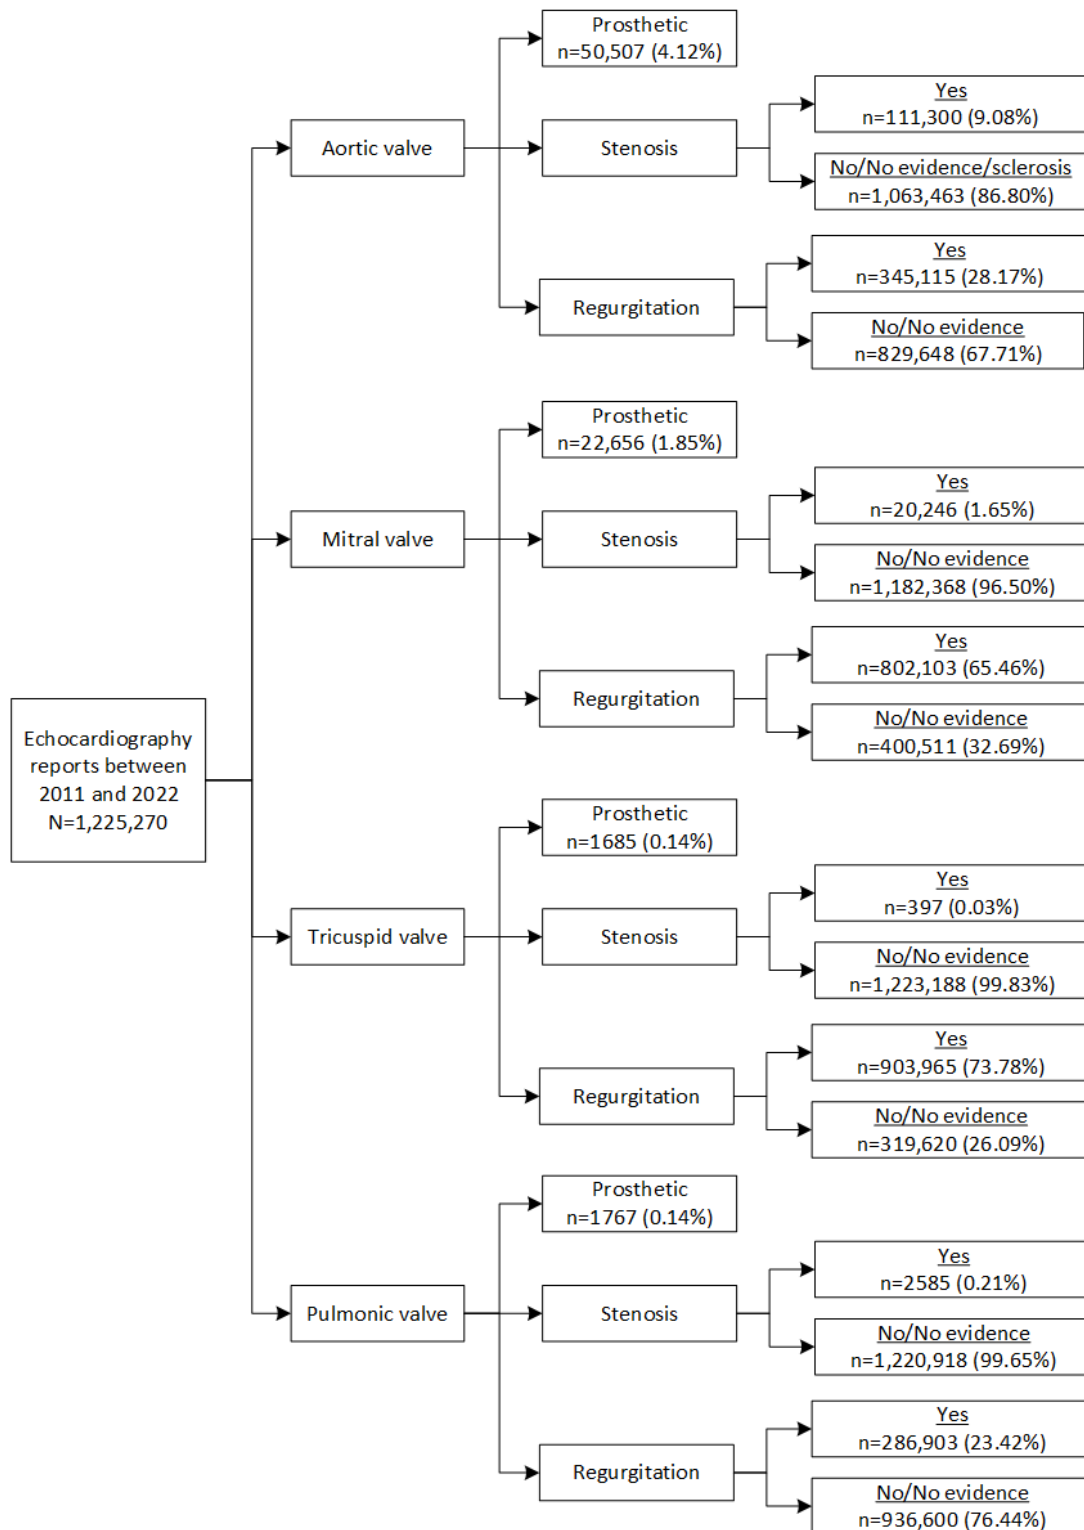 Echocardiography
reports between
2011 and 2022
N=1,225,270
Aortic valve
Prosthetic
n=50,507 (4.12%)
Stenosis
Yes
n=111,300 (9.08%)
No/No evidence/sclerosis
n=1,063,463 (86.80%)
Regurgitation
Yes
n=345,115 (28.17%)
No/No evidence
n=829,648 (67.71%)
Mitral valve
Prosthetic
n=22,656 (1.85%)
Stenosis
Yes
n=20,246 (1.65%)
No/No evidence
n=1,182,368 (96.50%)
Regurgitation
Yes
n=802,103 (65.46%)
No/No evidence
n=400,511 (32.69%)
Tricuspid valve
Prosthetic
n=1685 (0.14%)
Stenosis
Yes
n=397 (0.03%)
No/No evidence
n=1,223,188 (99.83%)
Regurgitation
Yes
n=903,965 (73.78%)
No/No evidence
n=319,620 (26.09%)
Pulmonic valve
Prosthetic
n=1767 (0.14%)
Stenosis
Yes
n=2585 (0.21%)
No/No evidence
n=1,220,918 (99.65%)
Regurgitation
Yes
n=286,903 (23.42%)
No/No evidence
n=936,600 (76.44%)